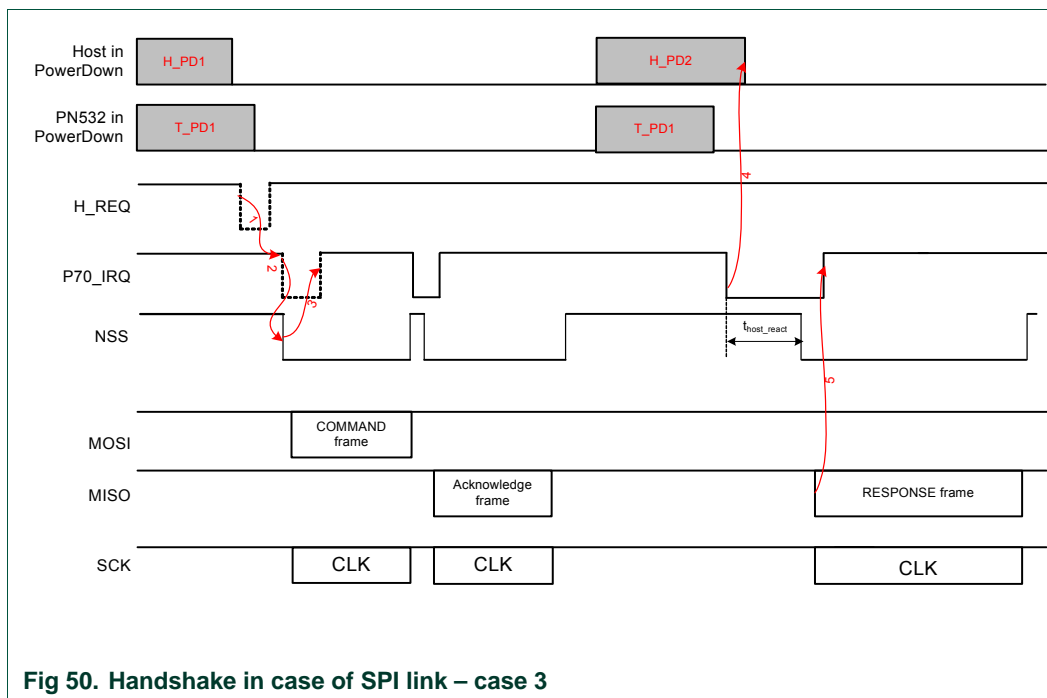 Host in
PowerDown
H_PD1
H_PD2
PN532 in
PowerDown
T_PD1
T_PD1
H_REQ
1
4
P70_IRQ
2
3
NSS
thost_react
5
MOSI
COMMAND
frame
MISO
Acknowledge
frame
RESPONSE frame
SCK
CLK
CLK
CLK
Fig 50. Handshake in case of SPI link – case 3